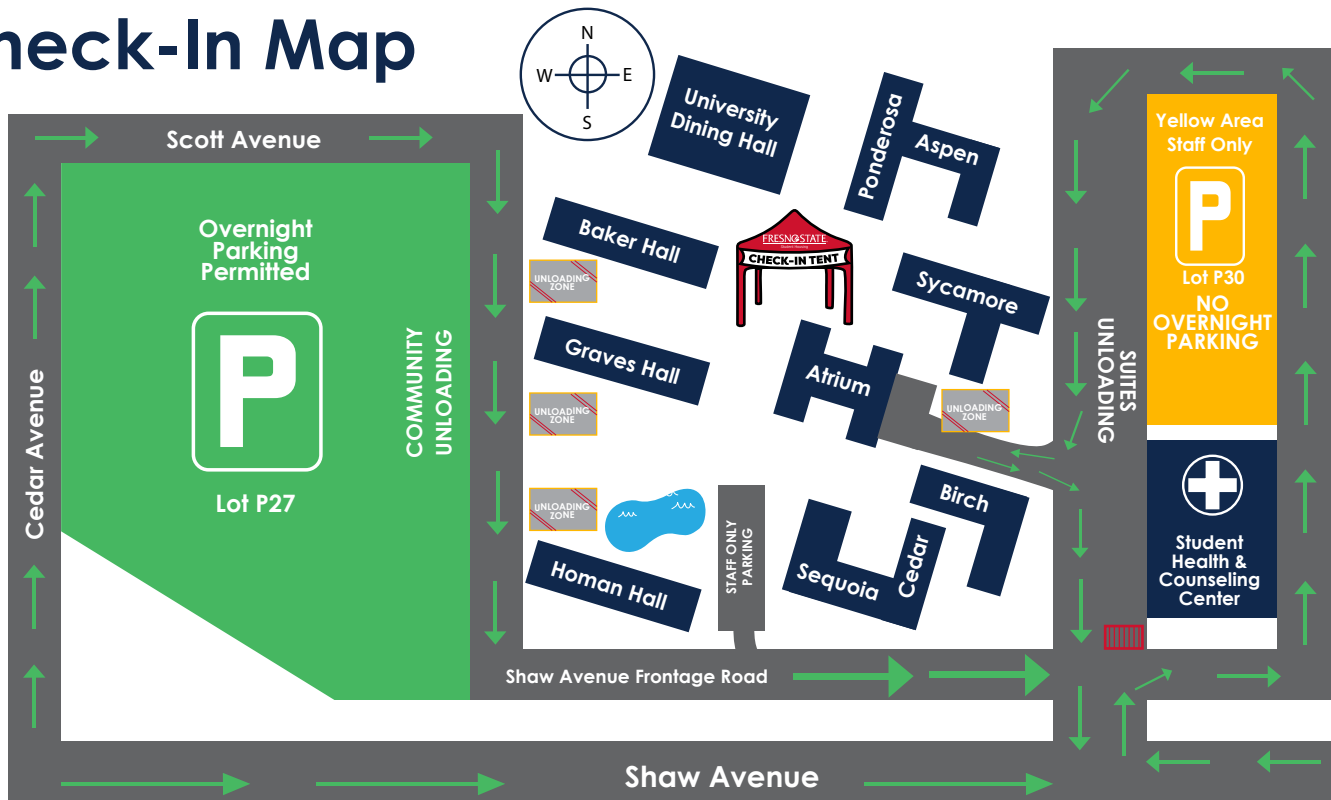 heck-In Map
N
W
E
S
Scott Avenue
Overnight
Parking
Permitted
P
Lot P27
Cedar Avenue
COMMUNITY
UNLOADING
University
Dining Hall
Ponderosa
Aspen
Baker Hall
UNLOADING
ZONE
FRESNO STATE
Student Housing
CHECK-IN TENT
Sycamore
Graves Hall
Atrium
UNLOADING
ZONE
UNLOADING
ZONE
SUITES
UNLOADING
Yellow Area
Staff Only
P
Lot P30
NO
OVERNIGHT
PARKING
Student
Health &
Counseling
Center
UNLOADING
ZONE
Homan Hall
STAFF ONLY
PARKING
Birch
Cedar
Sequoia
Shaw Avenue Frontage Road
Shaw Avenue